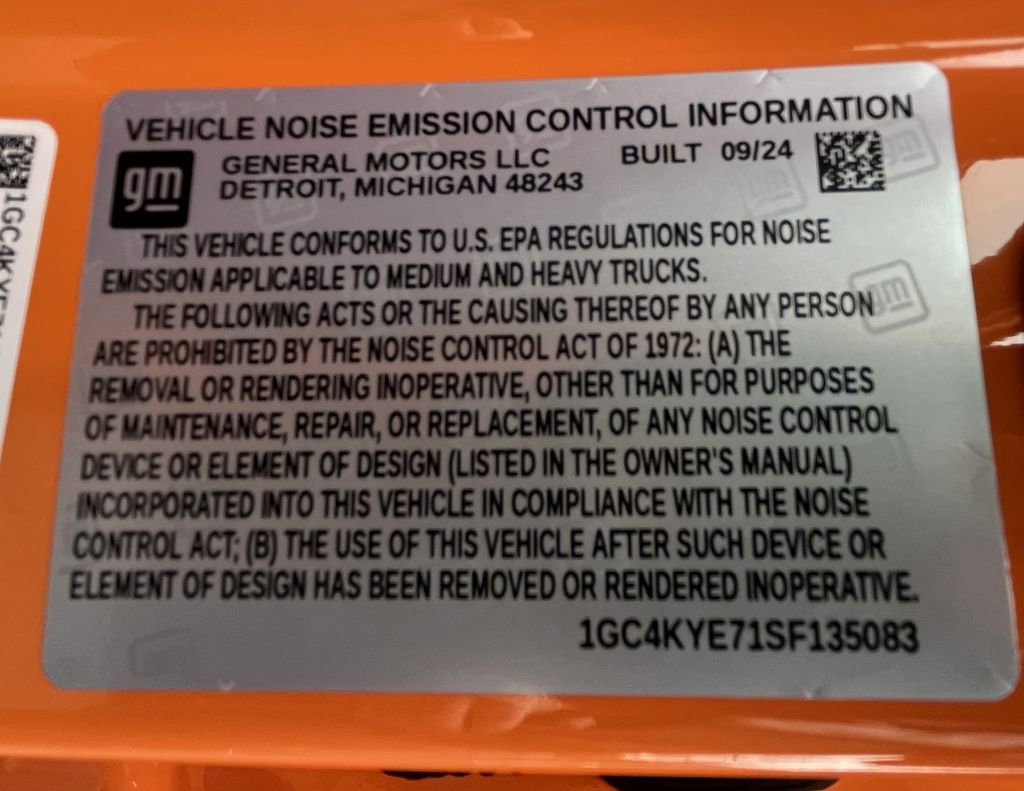 VEHICLE NOISE EMISSION CONTROL INFORMATION
gm
GENERAL MOTORS LLC BUILT 09/24
DETROIT, MICHIGAN 48243
THIS VEHICLE CONFORMS TO U.S. EPA REGULATIONS FOR NOISE
EMISSION APPLICABLE TO MEDIUM AND HEAVY TRUCKS.
THE FOLLOWING ACTS OR THE CAUSING THEREOF BY ANY PERSON
ARE PROHIBITED BY THE NOISE CONTROL ACT OF 1972: (A) THE
REMOVAL OR RENDERING INOPERATIVE, OTHER THAN FOR PURPOSES
OF MAINTENANCE, REPAIR, OR REPLACEMENT, OF ANY NOISE CONTROL
DEVICE OR ELEMENT OF DESIGN (LISTED IN THE OWNER'S MANUAL)
INCORPORATED INTO THIS VEHICLE IN COMPLIANCE WITH THE NOISE
CONTROL ACT; (B) THE USE OF THIS VEHICLE AFTER SUCH DEVICE OR
ELEMENT OF DESIGN HAS BEEN REMOVED OR RENDERED INOPERATIVE.
1GC4KYE71SF135083